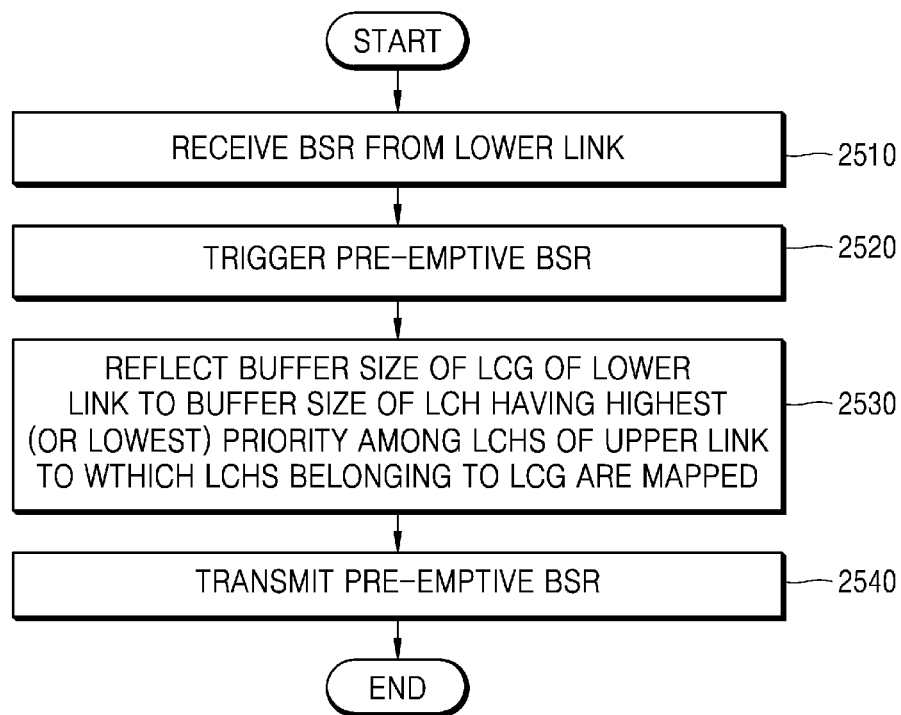 START
RECEIVE BSR FROM LOWER LINK
2510
TRIGGER PRE-EMPTIVE BSR
2520
REFLECT BUFFER SIZE OF LCG OF LOWER
LINK TO BUFFER SIZE OF LCH HAVING HIGHEST
(OR LOWEST) PRIORITY AMONG LCHS OF UPPER LINK
TO WTHICH LCHS BELONGING TO LCG ARE MAPPED
2530
TRANSMIT PRE-EMPTIVE BSR
2540
END